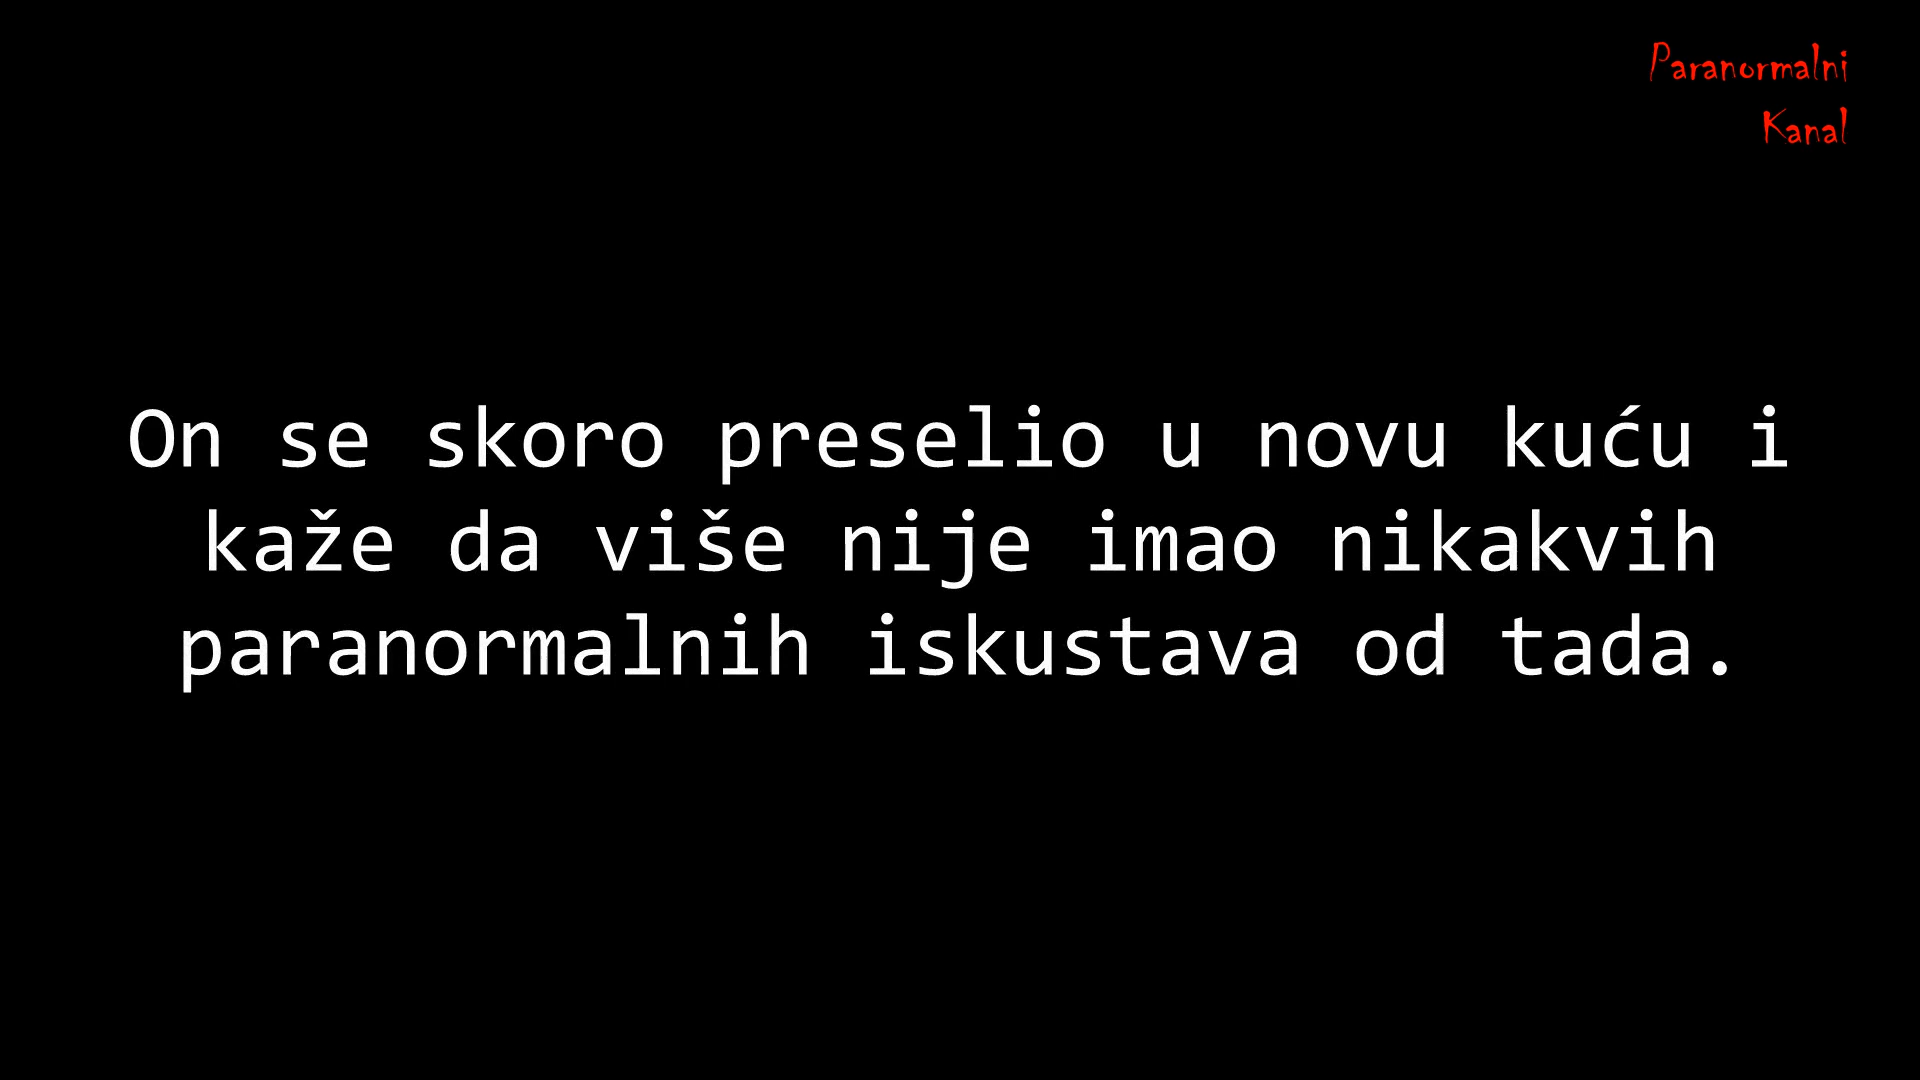 Paranormalni
Kanal
On se skoro preselio u novu kuću i
kaže da više nije imao nikakvih
paranormalnih iskustava od tada.